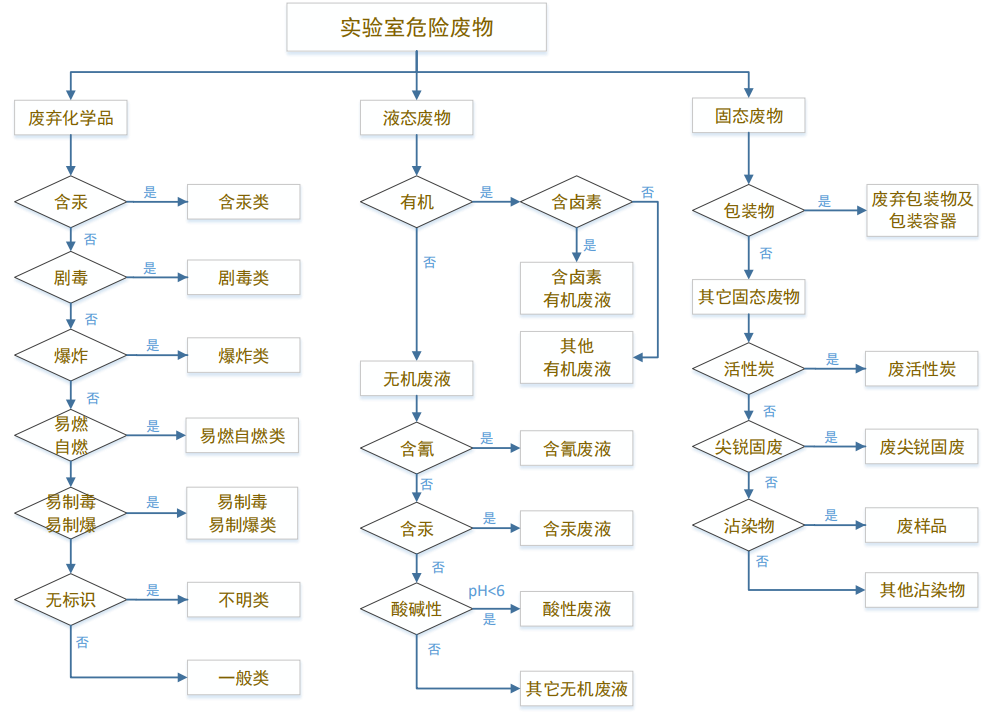 实验室危险废物
废弃化学品
含汞
是
含汞类
否
剧毒
是
剧毒类
否
爆炸
是
爆炸类
否
易燃
自燃
是
易燃自燃类
易制毒
易制爆
是
易制毒
易制爆类
无标识
是
不明类
否
一般类
液态废物
有机
是
含卤素
否
是
含卤素
有机废液
其他
有机废液
否
无机废液
含氰
是
含氰废液
否
含汞
是
含汞废液
否
酸碱性
pH<6
是
酸性废液
否
其它无机废液
固态废物
包装物
是
废弃包装物及
包装容器
否
其它固态废物
活性炭
是
废活性炭
否
尖锐固废
是
废尖锐固废
否
沾染物
是
废样品
否
其他沾染物